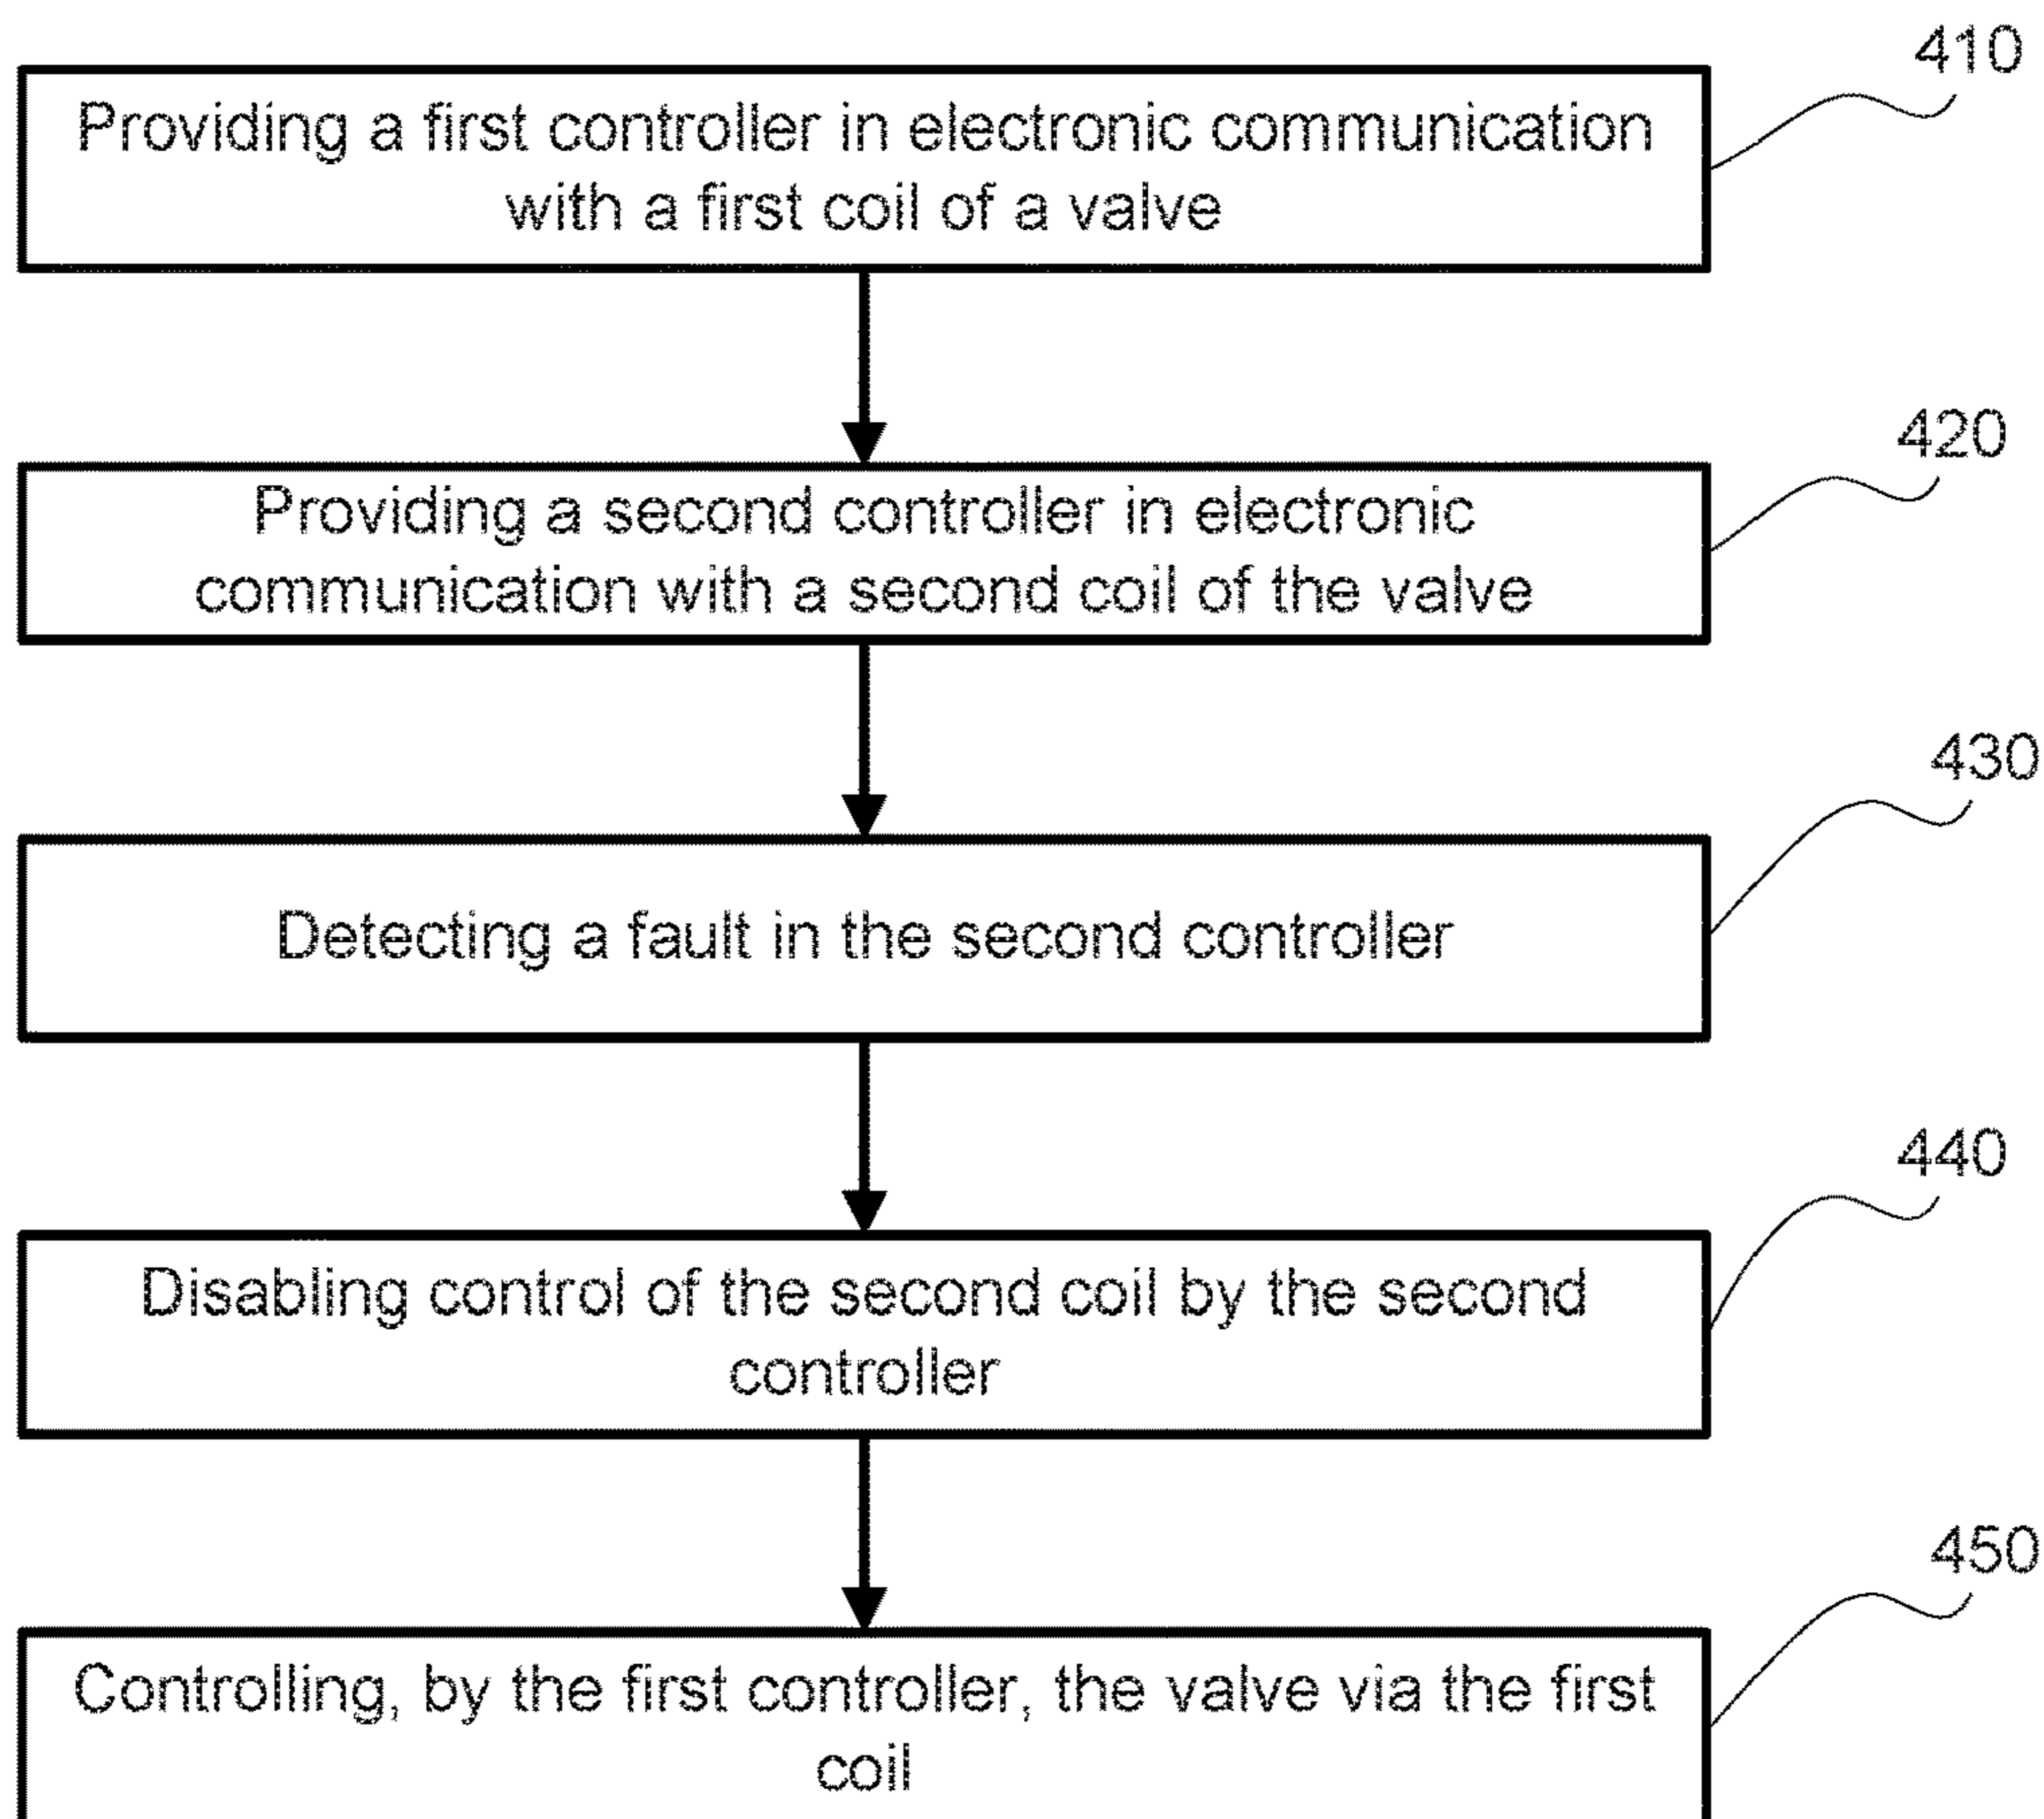 410
Providing a first controller in electronic communication
with a first coil of a valve
420
Providing a second controller in electronic
communication with a second coil of the valve
430
Detecting a fault in the second controller
440
Disabling control of the second coil by the second
controller
450
Controlling, by the first controller, the valve via the first
coil